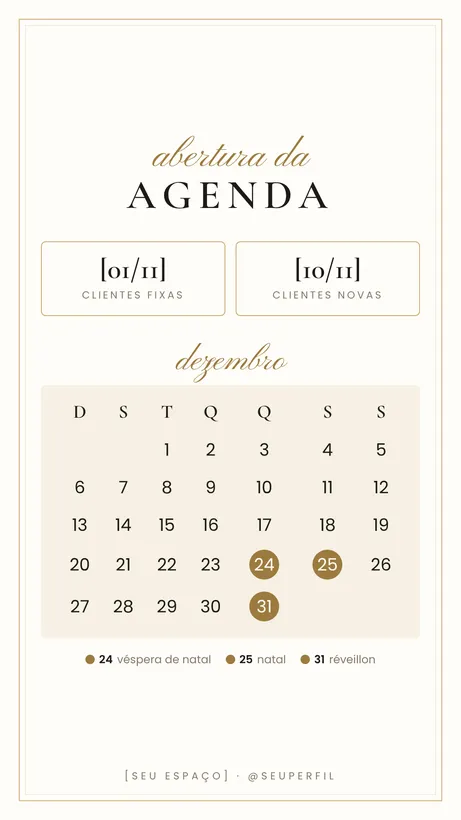 abertura da
AGENDA
[01/11] [10/11]
CLIENTES FIXAS CLIENTES NOVAS
dezembro
D S T Q Q S S
1 2 3 4 5
6 7 8 9 10 11 12
13 14 15 16 17 18 19
20 21 22 23 24 25 26
27 28 29 30 31
24 véspera de natal 25 natal 31 réveillon
[SEU ESPAÇO] · @SEUPERFIL